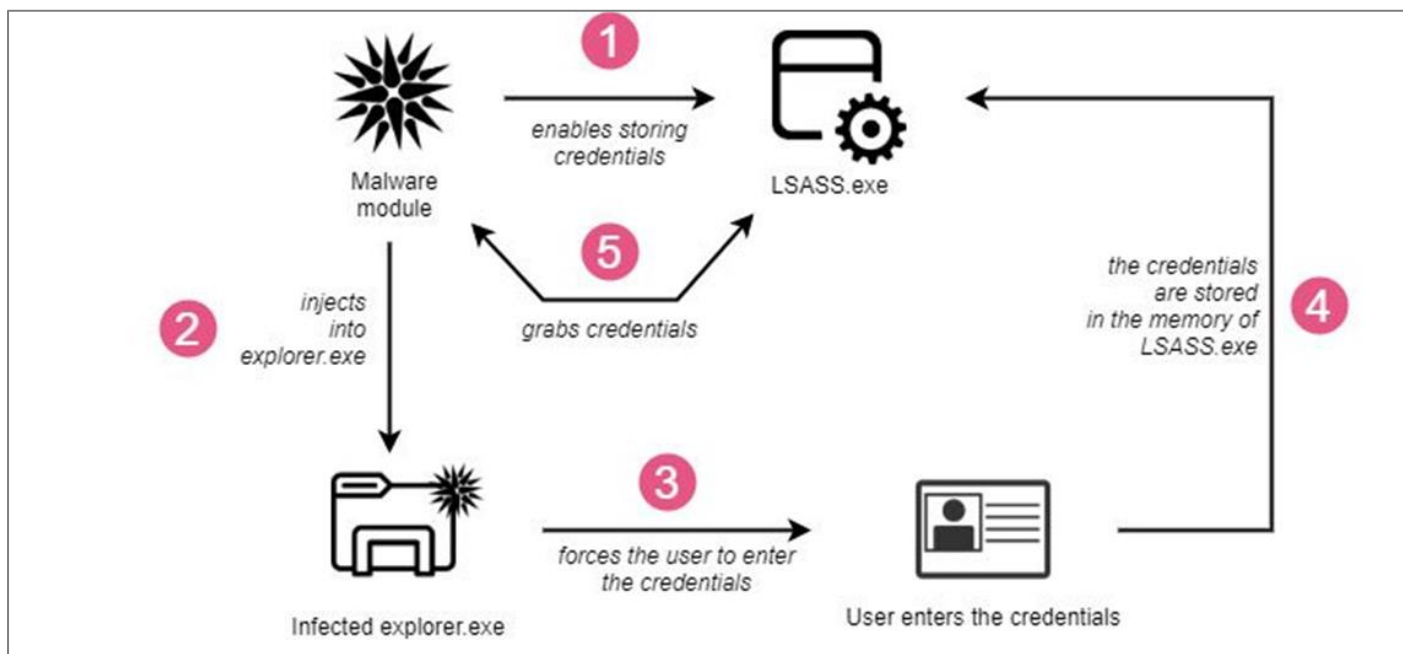 1
enables storing
credentials
Malware
module
LSASS.exe
2
injects
into
explorer.exe
5
grabs credentials
the credentials
are stored
in the memory of
LSASS.exe
4
3
forces the user to enter
the credentials
Infected explorer.exe
User enters the credentials